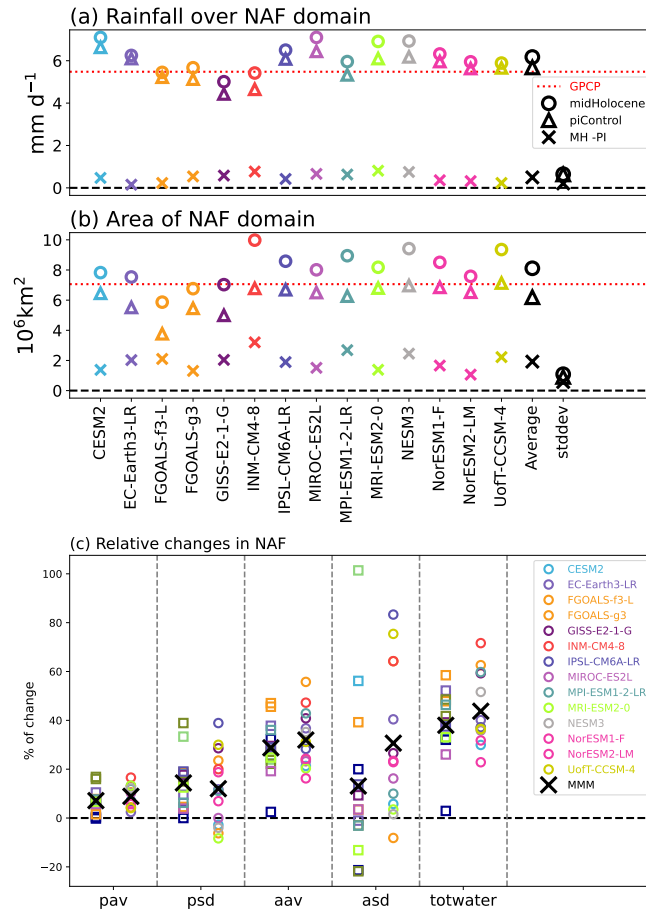 (a) Rainfall over NAF domain
mm d⁻¹
6
4
2
0
GPCP
midHolocene
piControl
MH -PI
(b) Area of NAF domain
10⁶km²
10
8
6
4
2
0
CESM2
EC-Earth3-LR
FGOALS-f3-L
FGOALS-g3
GISS-E2-1-G
INM-CM4-8
IPSL-CM6A-LR
MIROC-ES2L
MPI-ESM1-2-LR
MRI-ESM2-0
NESM3
NorESM1-F
NorESM2-LM
UofT-CCSM-4
Average
stddev
(c) Relative changes in NAF
% of change
100
80
60
40
20
0
−20
CESM2
EC-Earth3-LR
FGOALS-f3-L
FGOALS-g3
GISS-E2-1-G
INM-CM4-8
IPSL-CM6A-LR
MIROC-ES2L
MPI-ESM1-2-LR
MRI-ESM2-0
NESM3
NorESM1-F
NorESM2-LM
UofT-CCSM-4
MMM
pav psd aav asd totwater